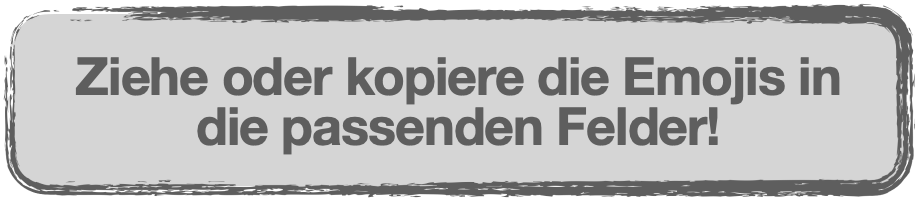 Ziehe oder kopiere die Emojis in
die passenden Felder!